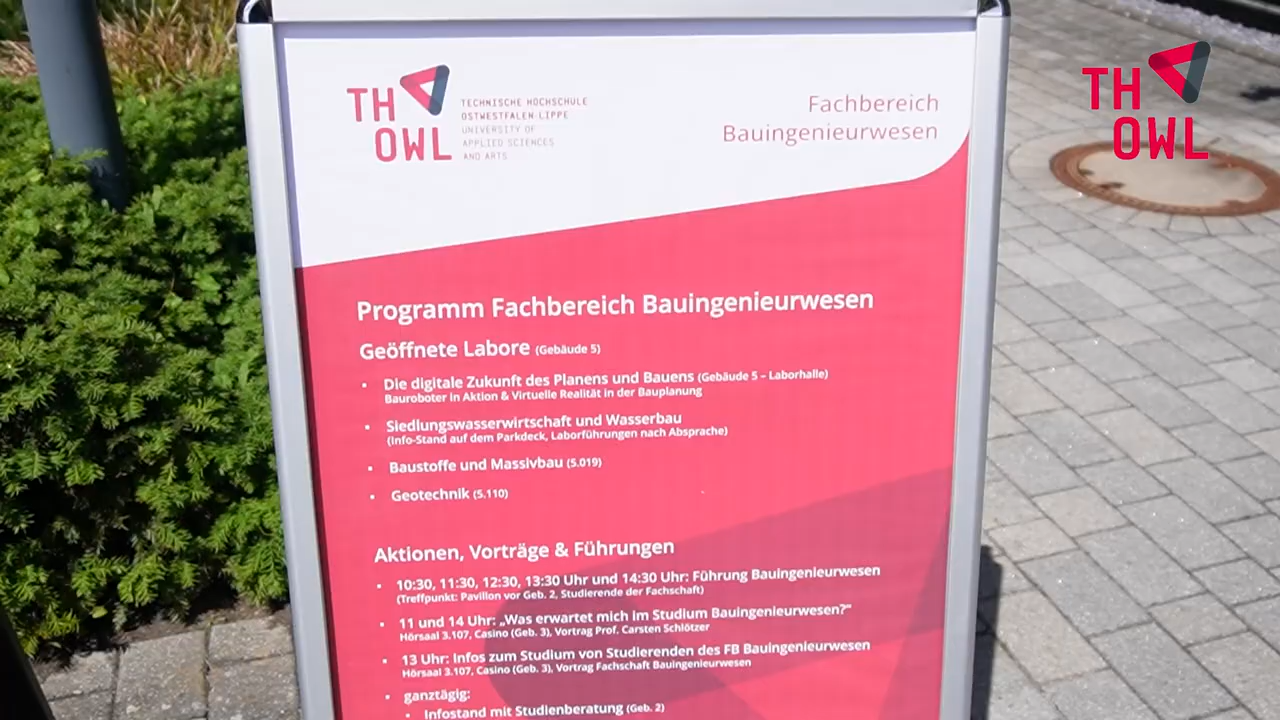 TH OWL
TECHNISCHE HOCHSCHULE
OSTWESTFALEN-LIPPE
UNIVERSITY OF
APPLIED SCIENCES
AND ARTS
Fachbereich
Bauingenieurwesen
TH OWL
Programm Fachbereich Bauingenieurwesen
Geöffnete Labore (Gebäude 5)
▪ Die digitale Zukunft des Planens und Bauens (Gebäude 5 – Laborhalle)
Bauroboter in Aktion & Virtuelle Realität in der Bauplanung
▪ Siedlungswasserwirtschaft und Wasserbau
(Info-Stand auf dem Parkdeck, Laborführungen nach Absprache)
▪ Baustoffe und Massivbau (5.019)
▪ Geotechnik (5.110)
Aktionen, Vorträge & Führungen
▪ 10:30, 11:30, 12:30, 13:30 Uhr und 14:30 Uhr: Führung Bauingenieurwesen
(Treffpunkt: Pavillon vor Geb. 2, Studierende der Fachschaft)
▪ 11 und 14 Uhr: „Was erwartet mich im Studium Bauingenieurwesen?“
Hörsaal 3.107, Casino (Geb. 3), Vortrag Prof. Carsten Schlötzer
▪ 13 Uhr: Infos zum Studium von Studierenden des FB Bauingenieurwesen
Hörsaal 3.107, Casino (Geb. 3), Vortrag Fachschaft Bauingenieurwesen
▪ ganztägig:
▪ Infostand mit Studienberatung (Geb. 2)